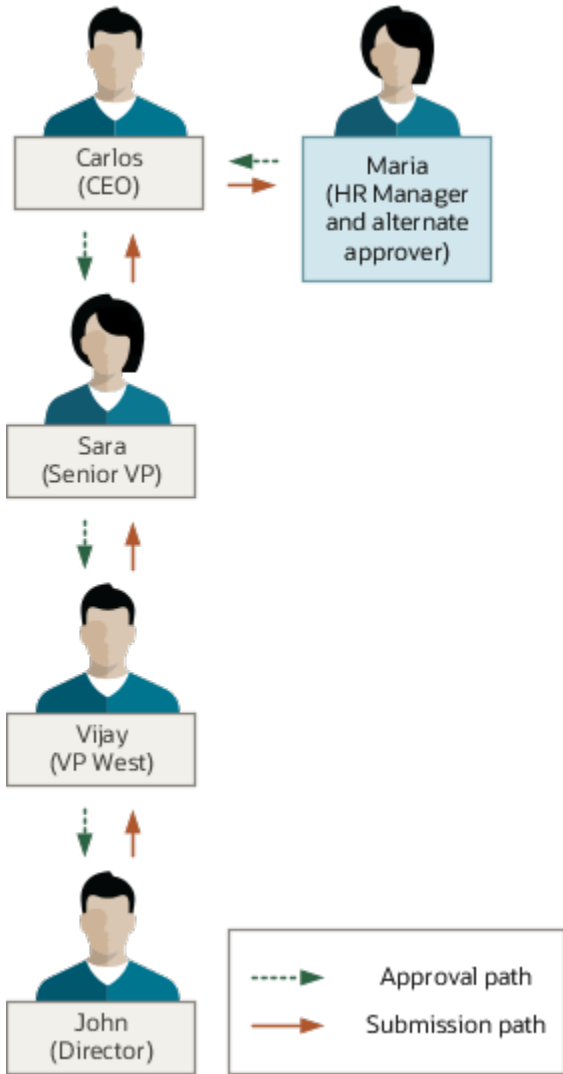 Carlos
(CEO)
Maria
(HR Manager
and alternate
approver)
Sara
(Senior VP)
Vijay
(VP West)
John
(Director)
Approval path
Submission path